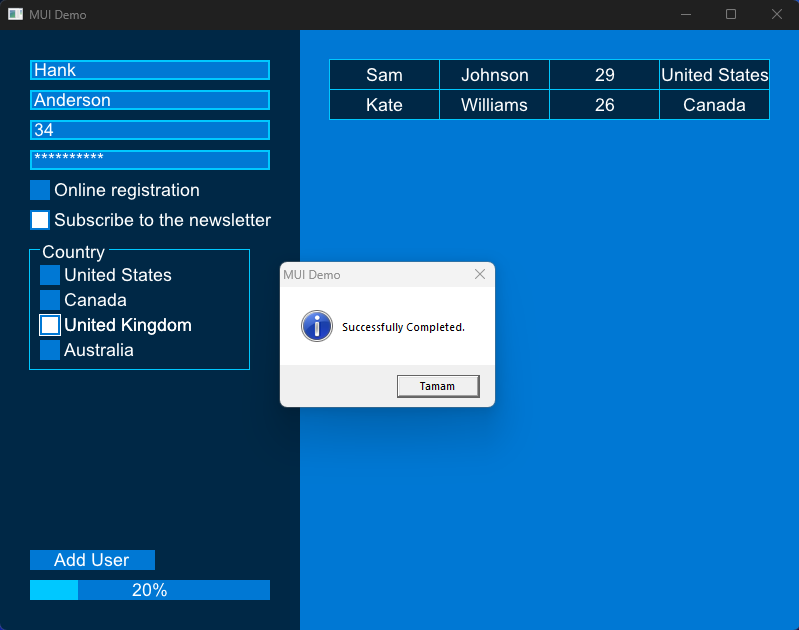 MUI Demo
Hank
Anderson
34
**********
Online registration
Subscribe to the newsletter
Country
United States
Canada
United Kingdom
Australia
Add User
20%
Sam Johnson 29 United States
Kate Williams 26 Canada
MUI Demo
Successfully Completed.
Tamam